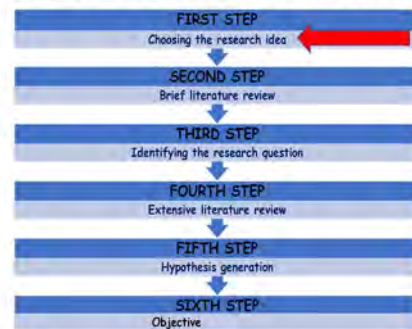 FIRST STEP
Choosing the research idea
SECOND STEP
Brief literature review
THIRD STEP
Identifying the research question
FOURTH STEP
Extensive literature review
FIFTH STEP
Hypothesis generation
SIXTH STEP
Objective